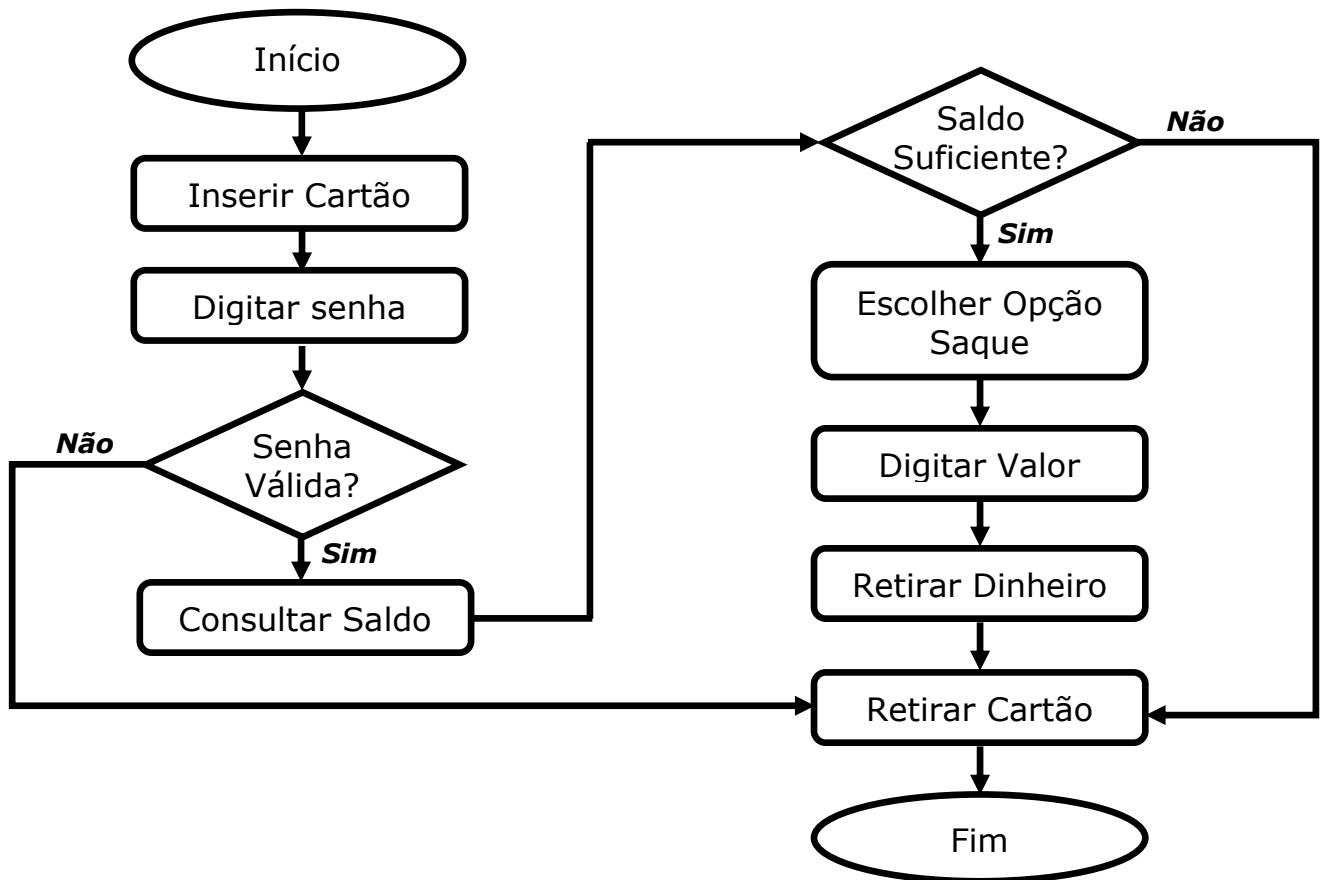 Início
Inserir Cartão
Digitar senha
Não
Senha
Válida?
Sim
Consultar Saldo
Saldo
Suficiente?
Não
Sim
Escolher Opção
Saque
Digitar Valor
Retirar Dinheiro
Retirar Cartão
Fim